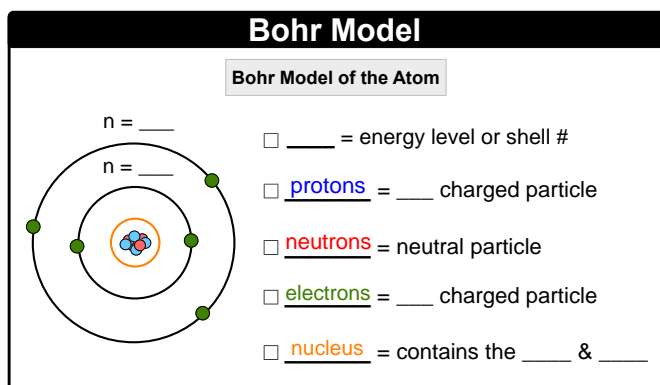 Bohr Model
Bohr Model of the Atom
n = ___
n = ___
____ = energy level or shell #
protons = ___ charged particle
neutrons = neutral particle
electrons = ___ charged particle
nucleus = contains the ____ & ____